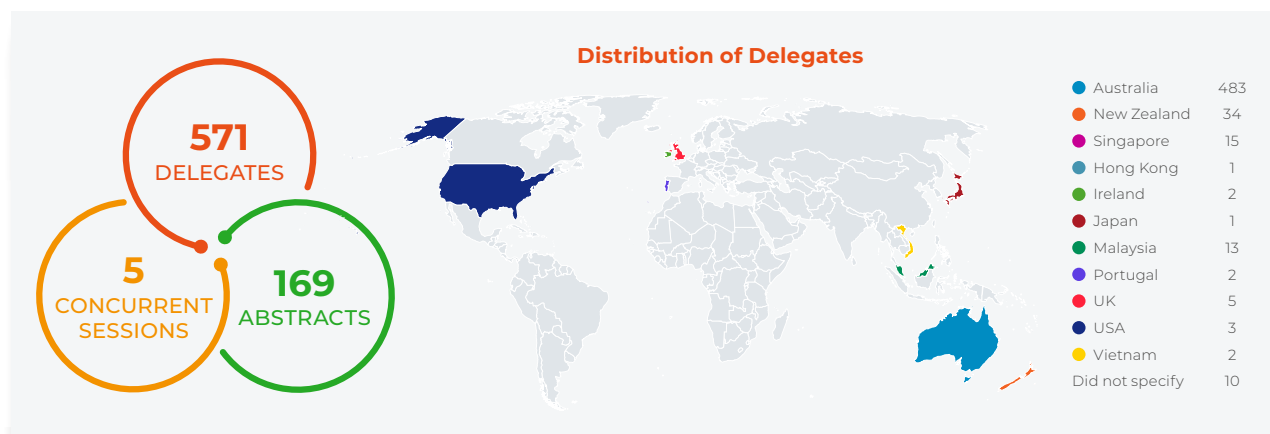 571
DELEGATES
5
CONCURRENT
SESSIONS
169
ABSTRACTS
Distribution of Delegates
Australia 483
New Zealand 34
Singapore 15
Hong Kong 1
Ireland 2
Japan 1
Malaysia 13
Portugal 2
UK 5
USA 3
Vietnam 2
Did not specify 10